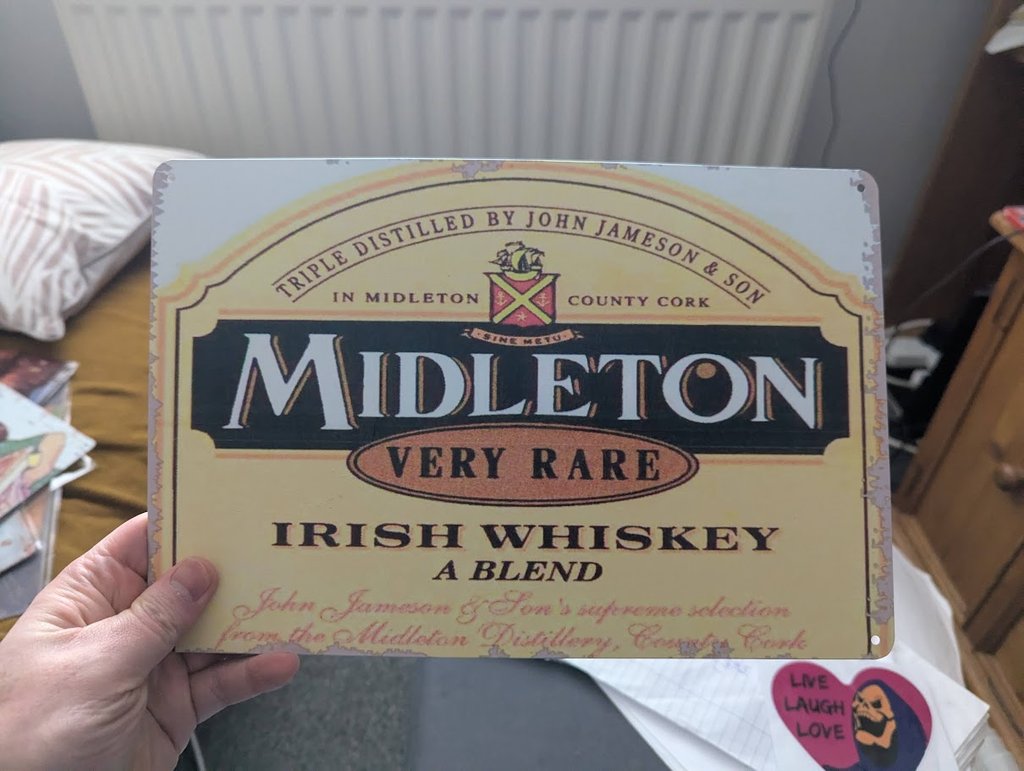 TRIPLE DISTILLED BY JOHN JAMESON & SON
IN MIDLETON COUNTY CORK
·SINE METU·
MIDLETON
VERY RARE
IRISH WHISKEY
A BLEND
John Jameson & Son's supreme selection
from the Midleton Distillery, County Cork
LIVE
LAUGH
LOVE